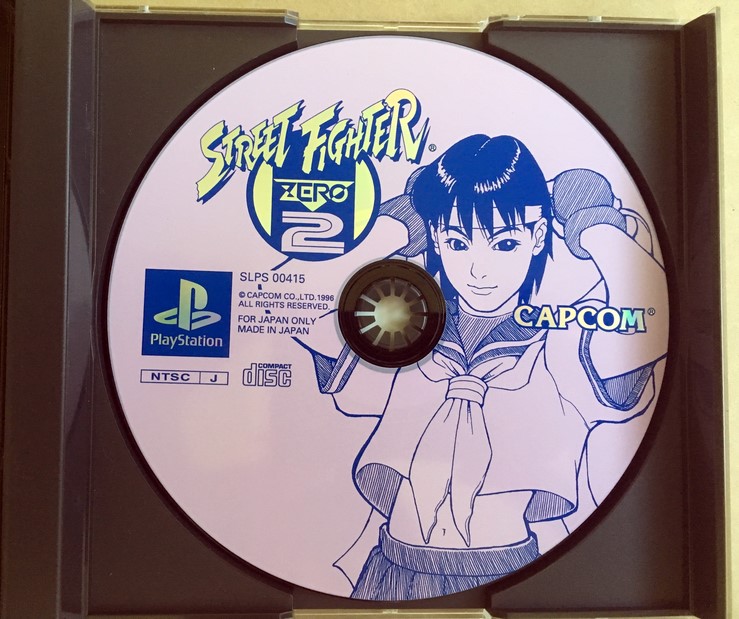 STREET FIGHTER®
ZERO
2
PlayStation
SLPS 00415
© CAPCOM CO.,LTD.1996
ALL RIGHTS RESERVED.
FOR JAPAN ONLY
MADE IN JAPAN
NTSC J
COMPACT
disc
CAPCOM®